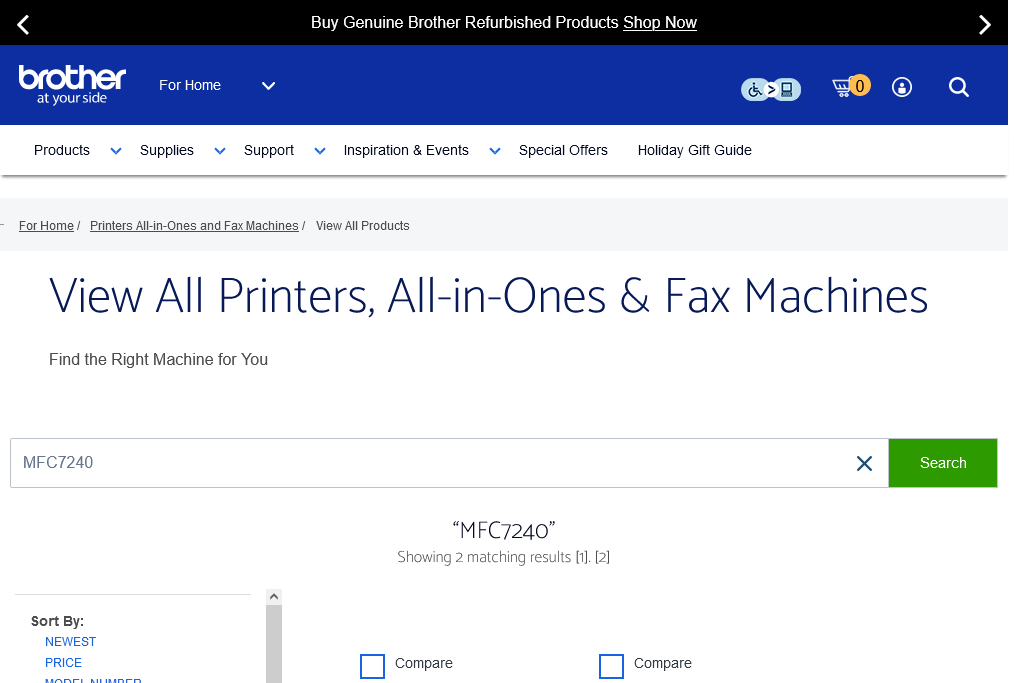 Buy Genuine Brother Refurbished Products Shop Now
brother
at your side
For Home
0
Products Supplies Support Inspiration & Events Special Offers Holiday Gift Guide
For Home / Printers All-in-Ones and Fax Machines / View All Products
View All Printers, All-in-Ones & Fax Machines
Find the Right Machine for You
MFC7240 Search
“MFC7240”
Showing 2 matching results [1]. [2]
Sort By:
NEWEST
PRICE
MODEL NUMBER
Compare Compare